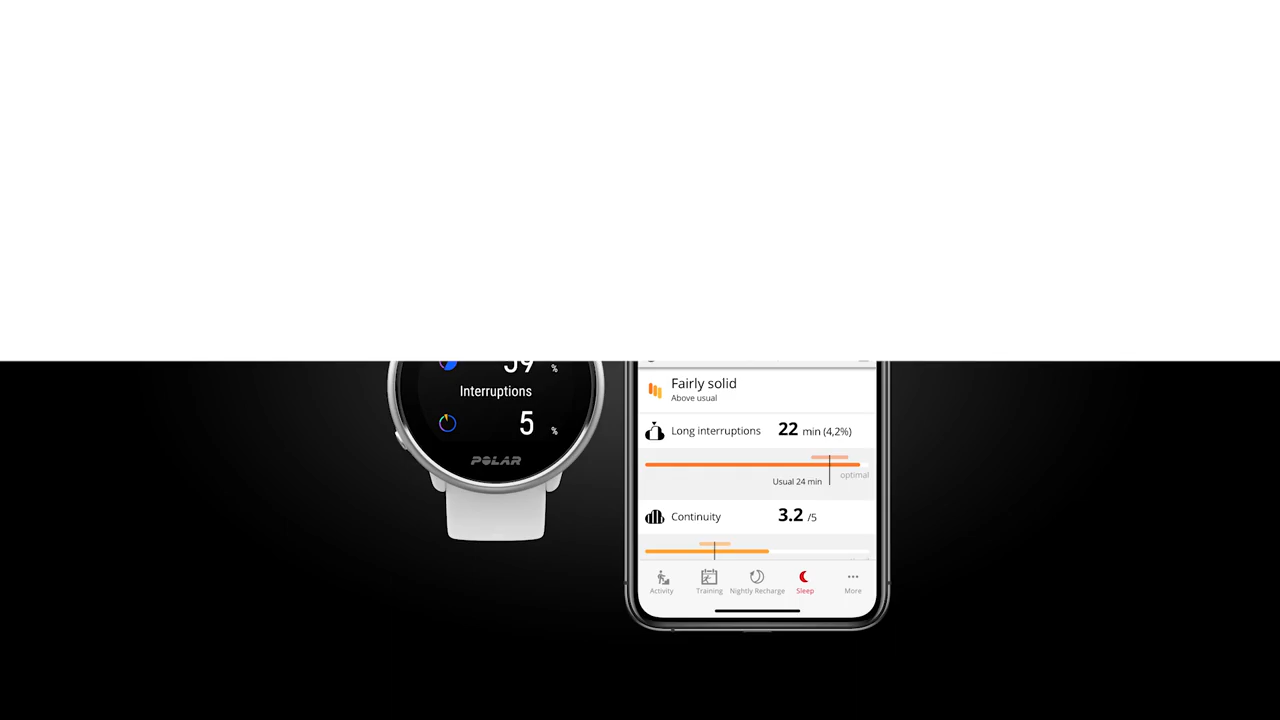 %
Interruptions
5 %
POLAR
Fairly solid
Above usual
Long interruptions 22 min (4,2%)
optimal
Usual 24 min
Continuity 3.2 /5
Activity Training Nightly Recharge Sleep More